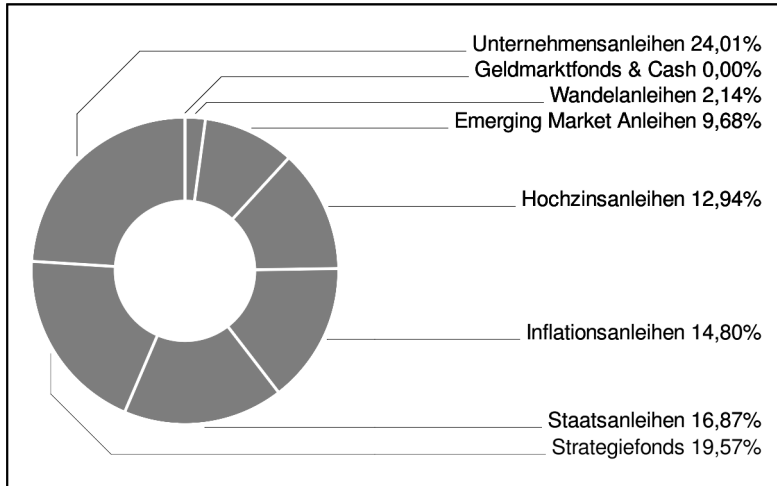 Unternehmensanleihen 24,01%
Geldmarktfonds & Cash 0,00%
Wandelanleihen 2,14%
Emerging Market Anleihen 9,68%
Hochzinsanleihen 12,94%
Inflationsanleihen 14,80%
Staatsanleihen 16,87%
Strategiefonds 19,57%